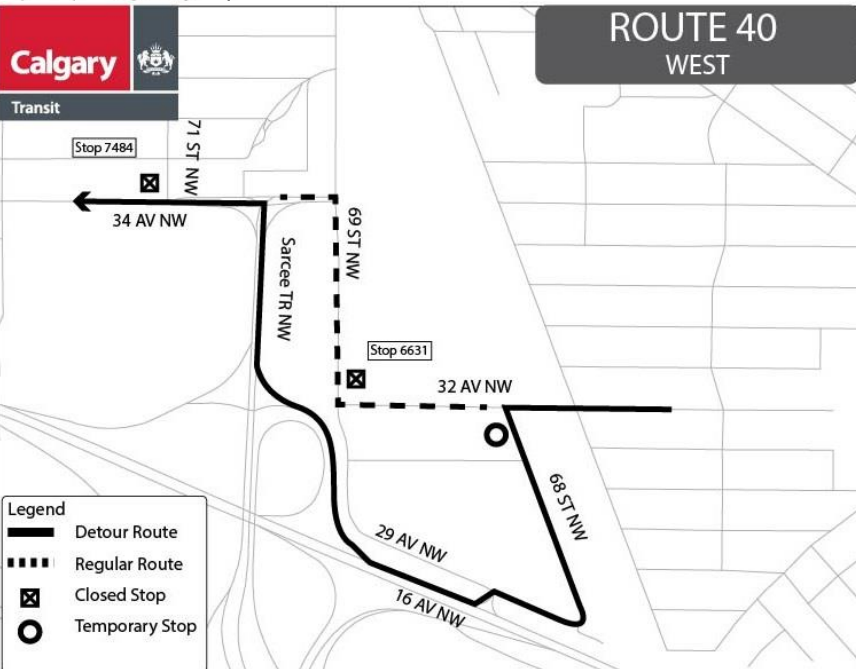 ROUTE 40
WEST
Calgary
Transit
71 ST NW
Stop 7484
34 AV NW
Sarcee TR NW
69 ST NW
Stop 6631
32 AV NW
68 ST NW
29 AV NW
16 AV NW
Legend
Detour Route
Regular Route
Closed Stop
Temporary Stop